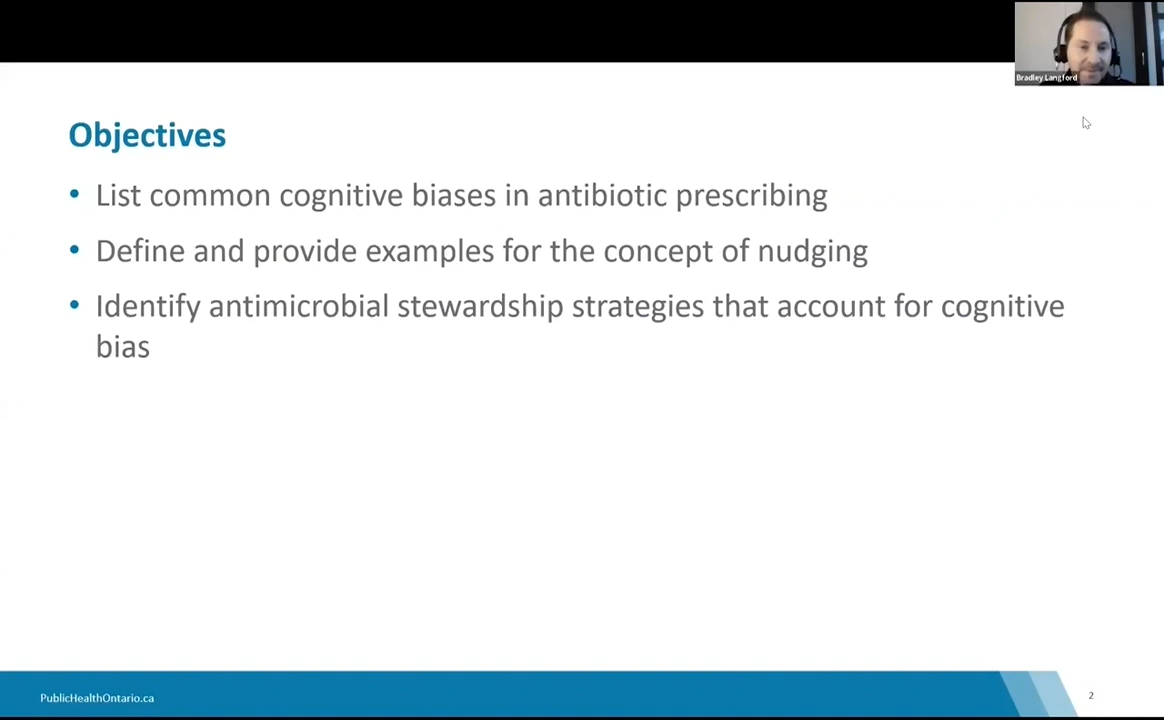 Bradley Langford
Objectives
• List common cognitive biases in antibiotic prescribing
• Define and provide examples for the concept of nudging
• Identify antimicrobial stewardship strategies that account for cognitive
bias
PublicHealthOntario.ca
2